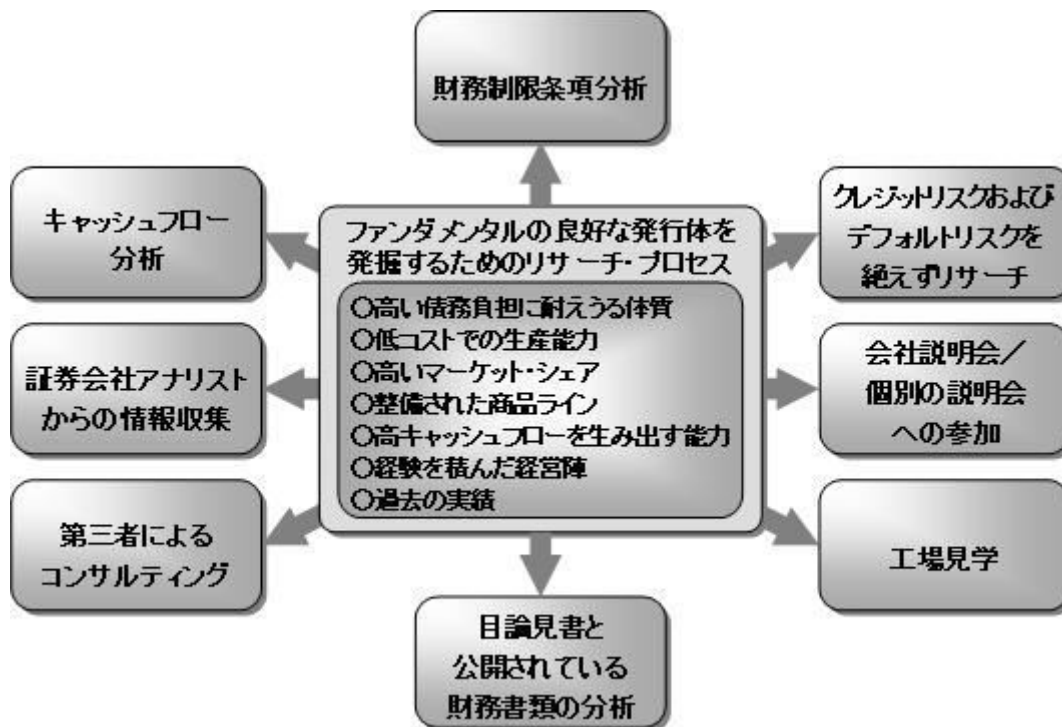 財務制限条項分析
キャッシュフロー
分析
クレジットリスクおよび
デフォルトリスクを
絶えずリサーチ
ファンダメンタルの良好な発行体を
発掘するためのリサーチ・プロセス
〇高い債務負担に耐えうる体質
〇低コストでの生産能力
〇高いマーケット・シェア
〇整備された商品ライン
〇高キャッシュフローを生み出す能力
〇経験を積んだ経営陣
〇過去の実績
証券会社アナリスト
からの情報収集
会社説明会／
個別の説明会
への参加
第三者による
コンサルティング
工場見学
目論見書と
公開されている
財務書類の分析